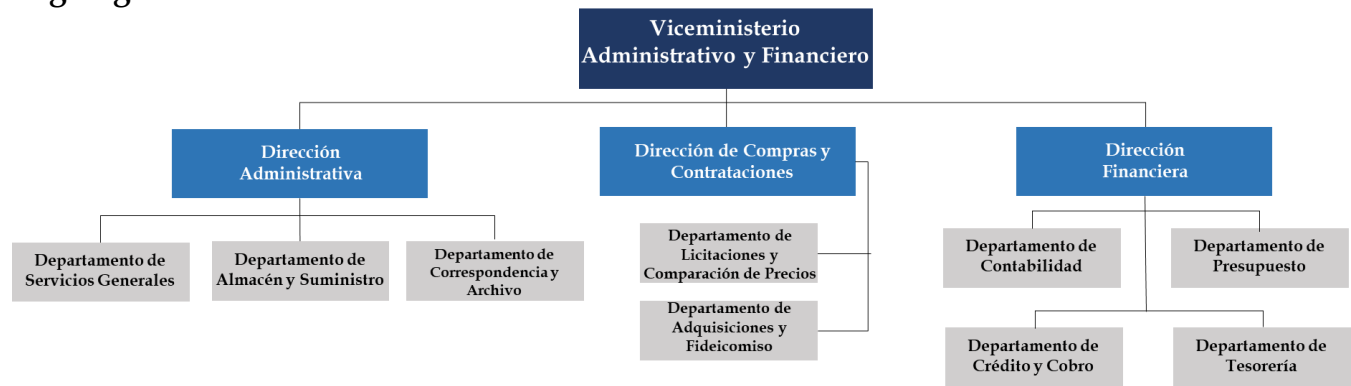 Viceministerio
Administrativo y Financiero
Dirección
Administrativa
Dirección de Compras y
Contrataciones
Dirección
Financiera
Departamento de
Servicios Generales
Departamento de
Almacén y Suministro
Departamento de
Correspondencia y
Archivo
Departamento de
Licitaciones y
Comparación de Precios
Departamento de
Adquisiciones y
Fideicomiso
Departamento de
Contabilidad
Departamento de
Presupuesto
Departamento de
Crédito y Cobro
Departamento de
Tesorería